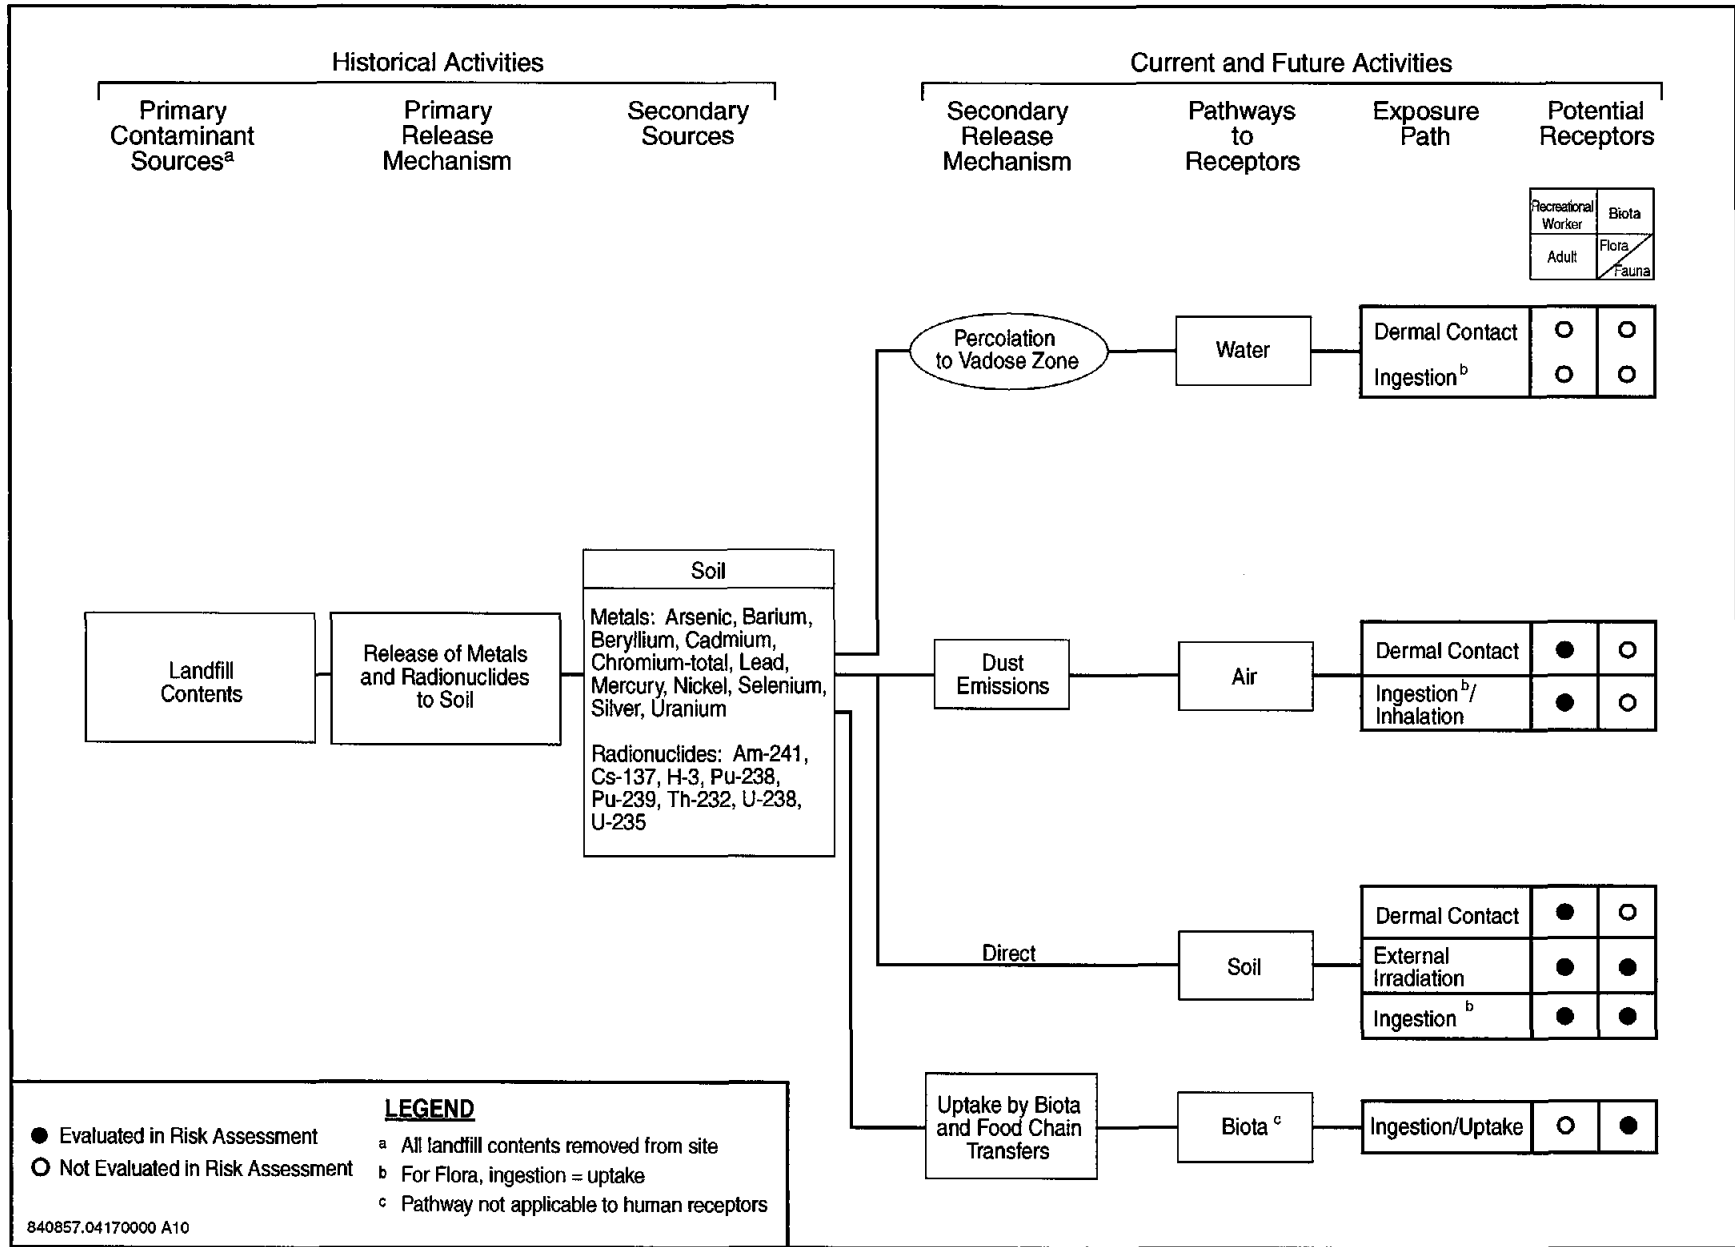 Historical Activities
Primary
Contaminant
Sourcesᵃ
Primary
Release
Mechanism
Secondary
Sources
Current and Future Activities
Secondary
Release
Mechanism
Pathways
to
Receptors
Exposure
Path
Potential
Receptors
Recreational
Worker
Biota
Adult
Flora
Fauna
Percolation
to Vadose Zone
Water
Dermal Contact
Ingestionᵇ
Landfill
Contents
Release of Metals
and Radionuclides
to Soil
Soil
Metals: Arsenic, Barium,
Beryllium, Cadmium,
Chromium-total, Lead,
Mercury, Nickel, Selenium,
Silver, Uranium
Radionuclides: Am-241,
Cs-137, H-3, Pu-238,
Pu-239, Th-232, U-238,
U-235
Dust
Emissions
Air
Dermal Contact
Ingestionᵇ/
Inhalation
Direct
Soil
Dermal Contact
External
Irradiation
Ingestion ᵇ
Uptake by Biota
and Food Chain
Transfers
Biota ᶜ
Ingestion/Uptake
LEGEND
● Evaluated in Risk Assessment
O Not Evaluated in Risk Assessment
ᵃ All landfill contents removed from site
ᵇ For Flora, ingestion = uptake
ᶜ Pathway not applicable to human receptors
840857.04170000 A10